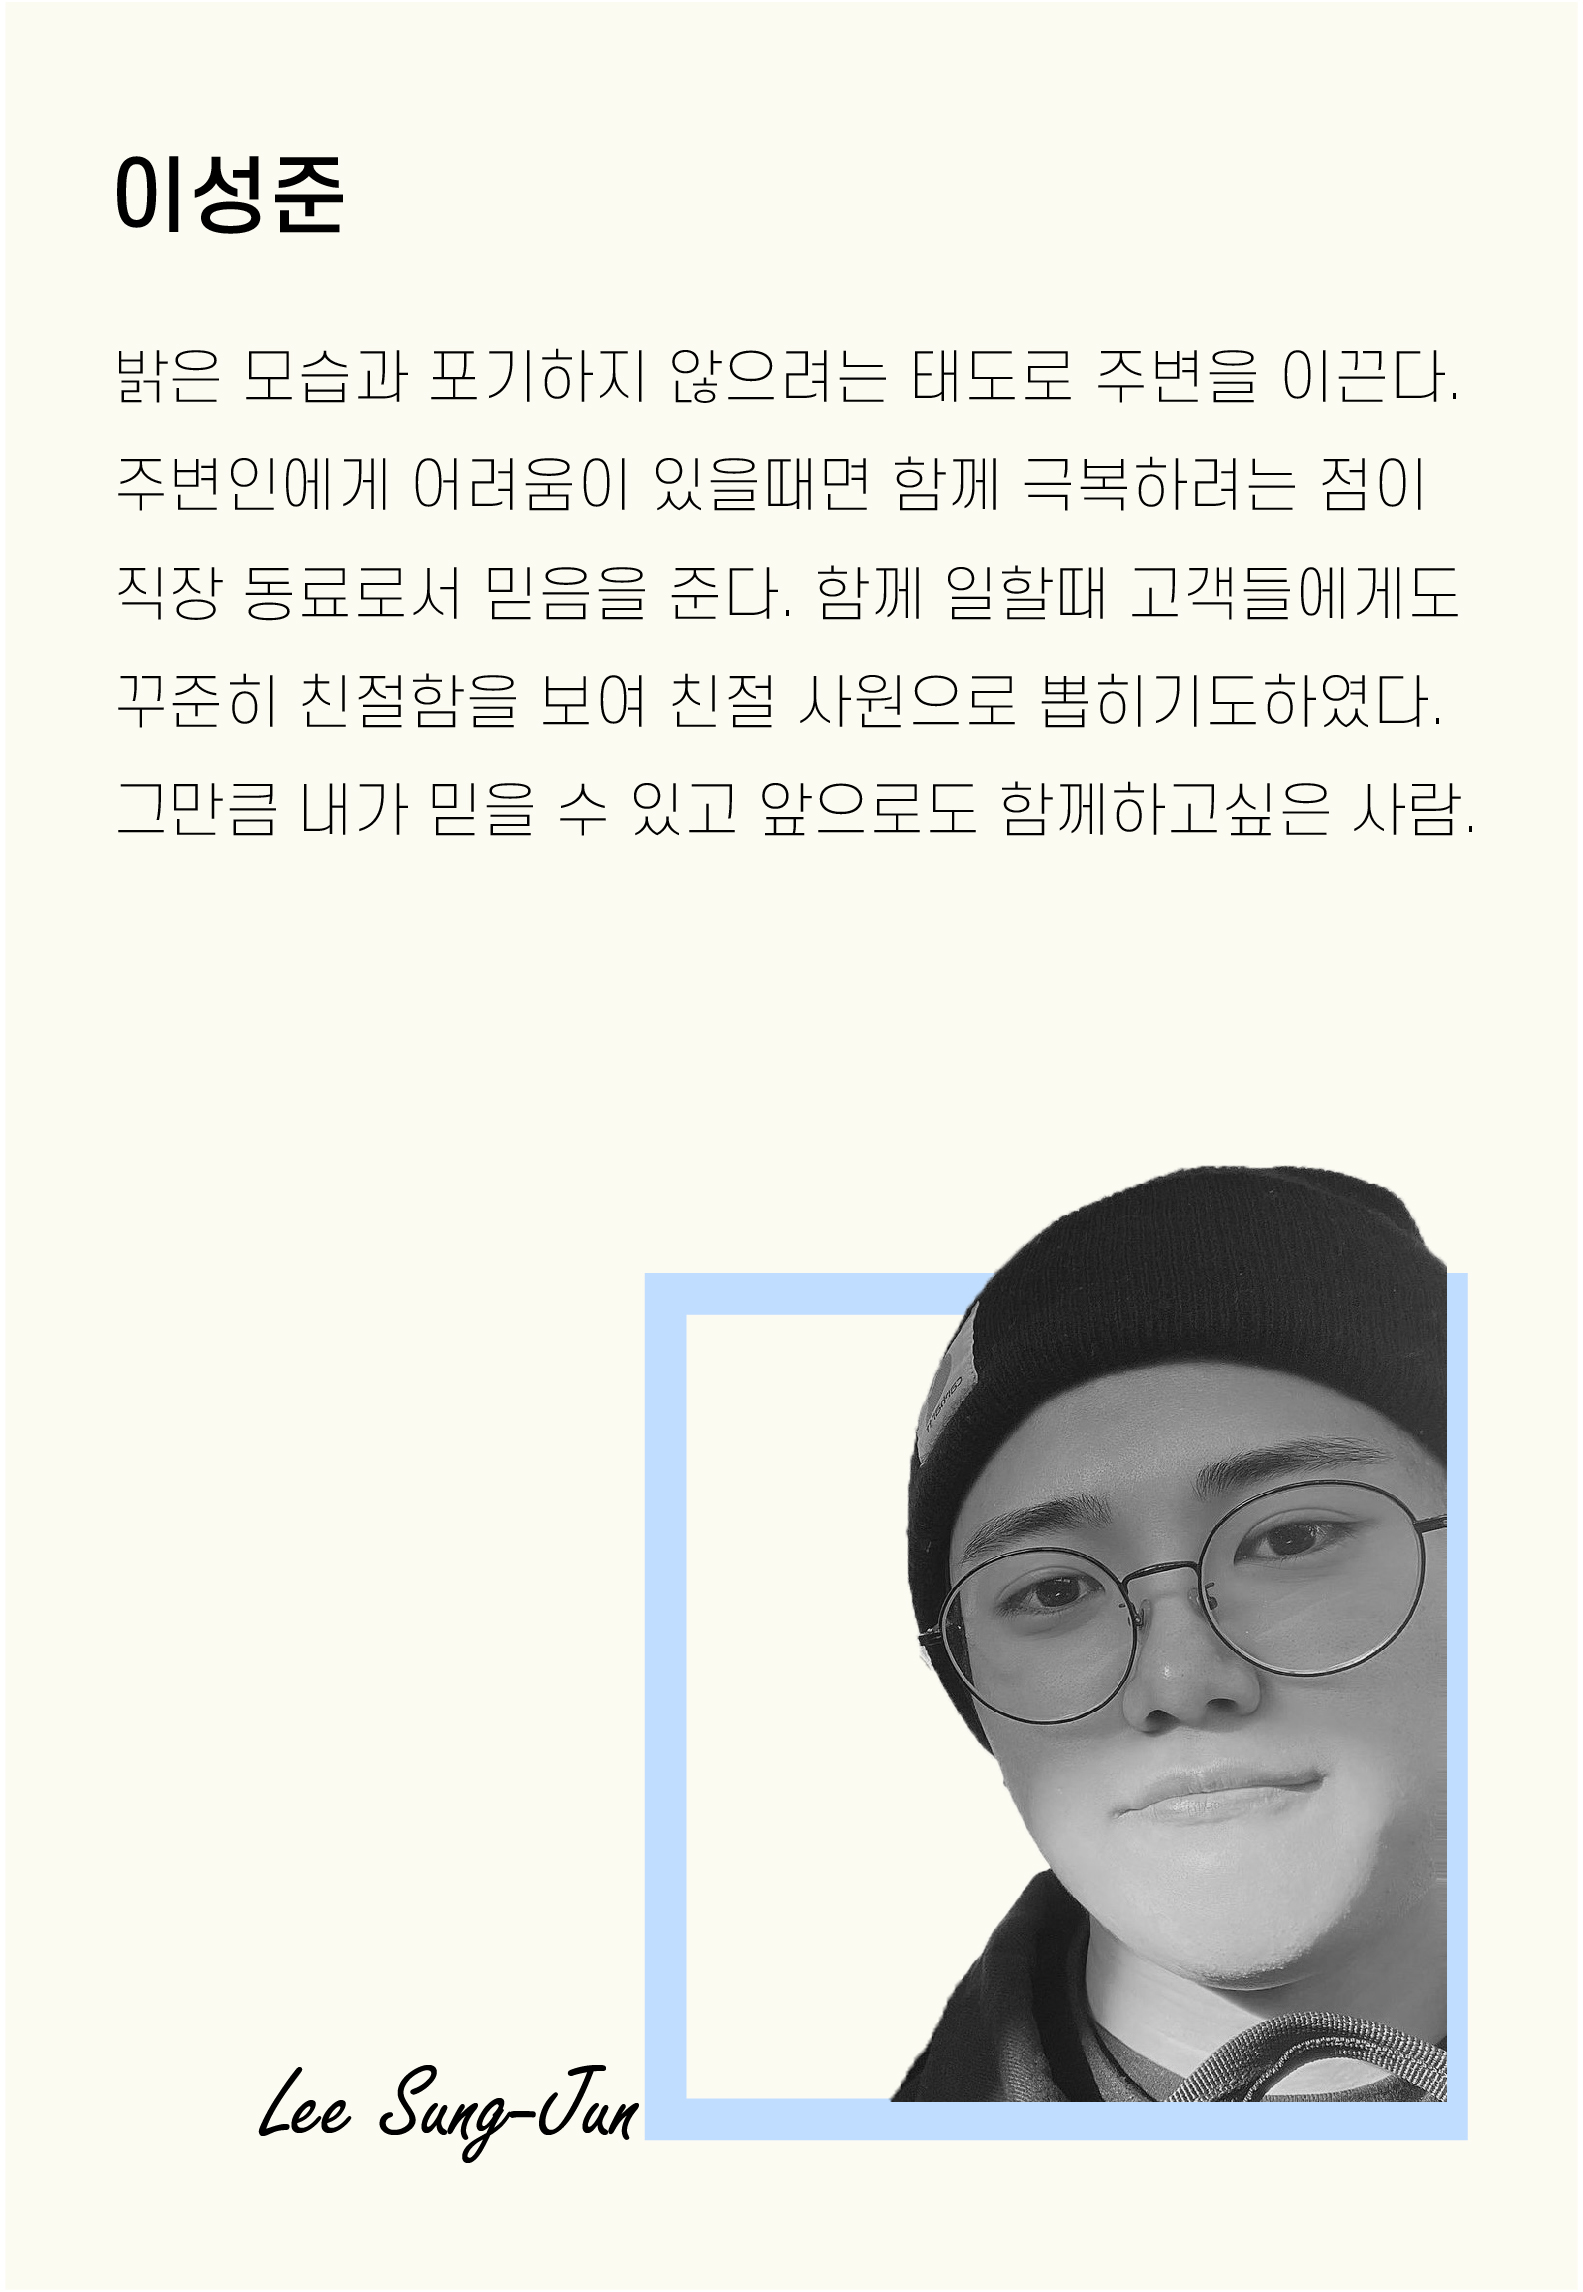 이성준
밝은 모습과 포기하지 않으려는 태도로 주변을 이끈다.
주변인에게 어려움이 있을때면 함께 극복하려는 점이
직장 동료로서 믿음을 준다. 함께 일할때 고객들에게도
꾸준히 친절함을 보여 친절 사원으로 뽑히기도하였다.
그만큼 내가 믿을 수 있고 앞으로도 함께하고싶은 사람.
Lee Sung-Jun